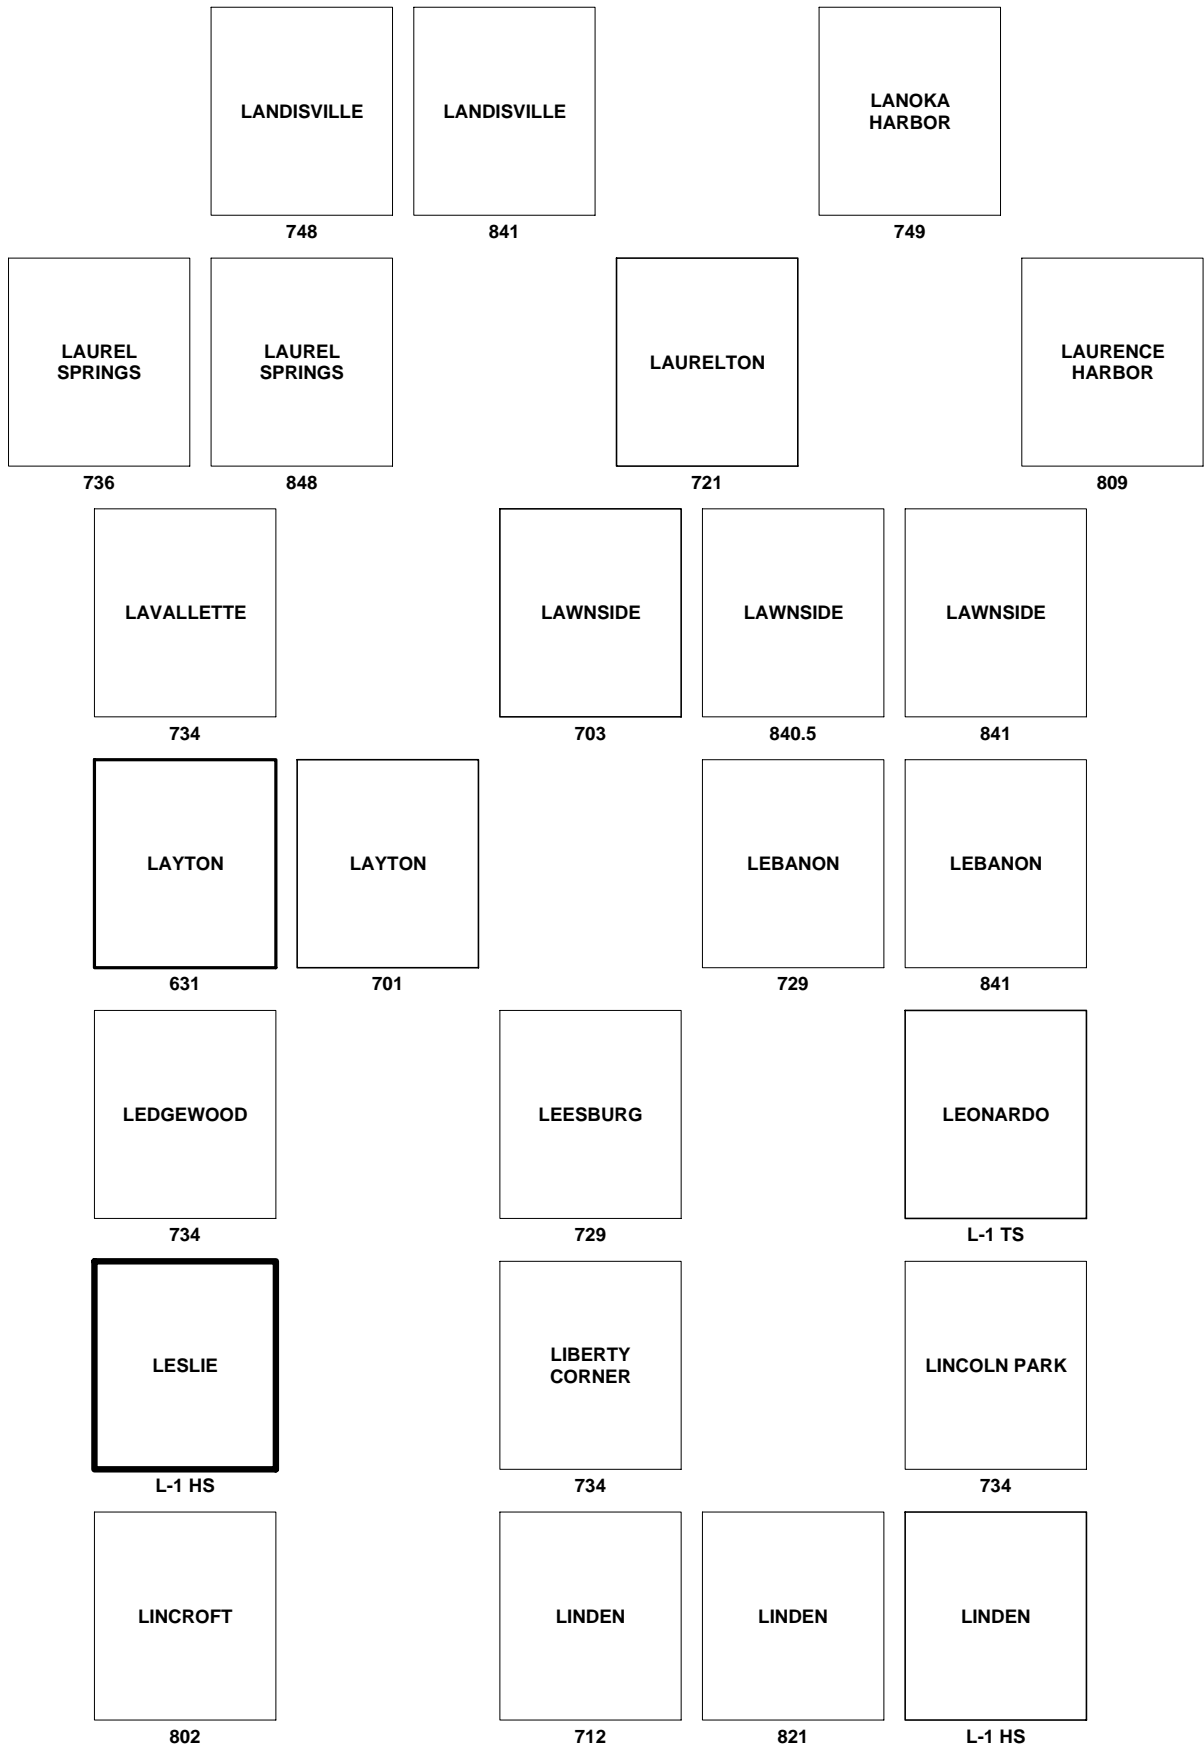 LANDISVILLE
LANDISVILLE
LANOKA
HARBOR
748
841
749
LAUREL
SPRINGS
LAUREL
SPRINGS
LAURELTON
LAURENCE
HARBOR
736
848
721
809
LAVALLETTE
LAWNSIDE
LAWNSIDE
LAWNSIDE
734
703
840.5
841
LAYTON
LAYTON
LEBANON
LEBANON
631
701
729
841
LEDGEWOOD
LEESBURG
LEONARDO
734
729
L-1 TS
LESLIE
LIBERTY
CORNER
LINCOLN PARK
L-1 HS
734
734
LINCROFT
LINDEN
LINDEN
LINDEN
802
712
821
L-1 HS